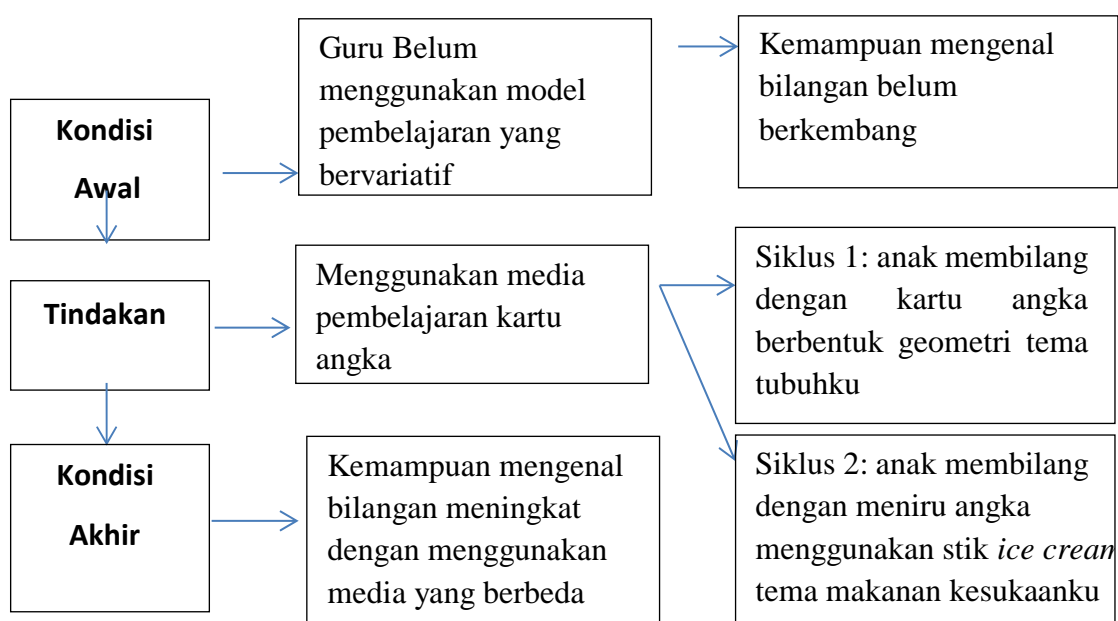 Kondisi
Awal
Guru Belum
menggunakan model
pembelajaran yang
bervariatif
Kemampuan mengenal
bilangan belum
berkembang
Tindakan
Menggunakan media
pembelajaran kartu
angka
Siklus 1: anak membilang
dengan kartu angka
berbentuk geometri tema
tubuhku
Siklus 2: anak membilang
dengan meniru angka
menggunakan stik ice cream
tema makanan kesukaanku
Kondisi
Akhir
Kemampuan mengenal
bilangan meningkat
dengan menggunakan
media yang berbeda